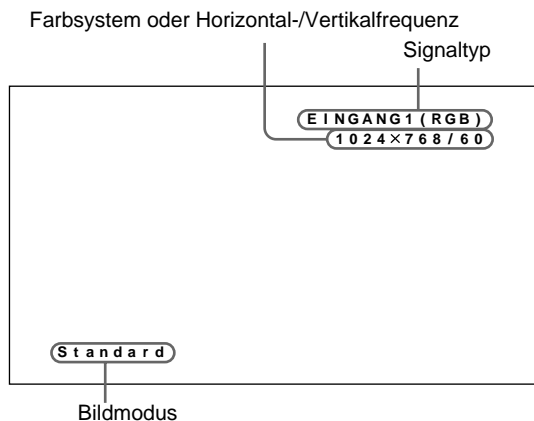 Farbsystem oder Horizontal-/Vertikalfrequenz
Signaltyp
EINGANG1(RGB)
1024×768/60
Standard
Bildmodus